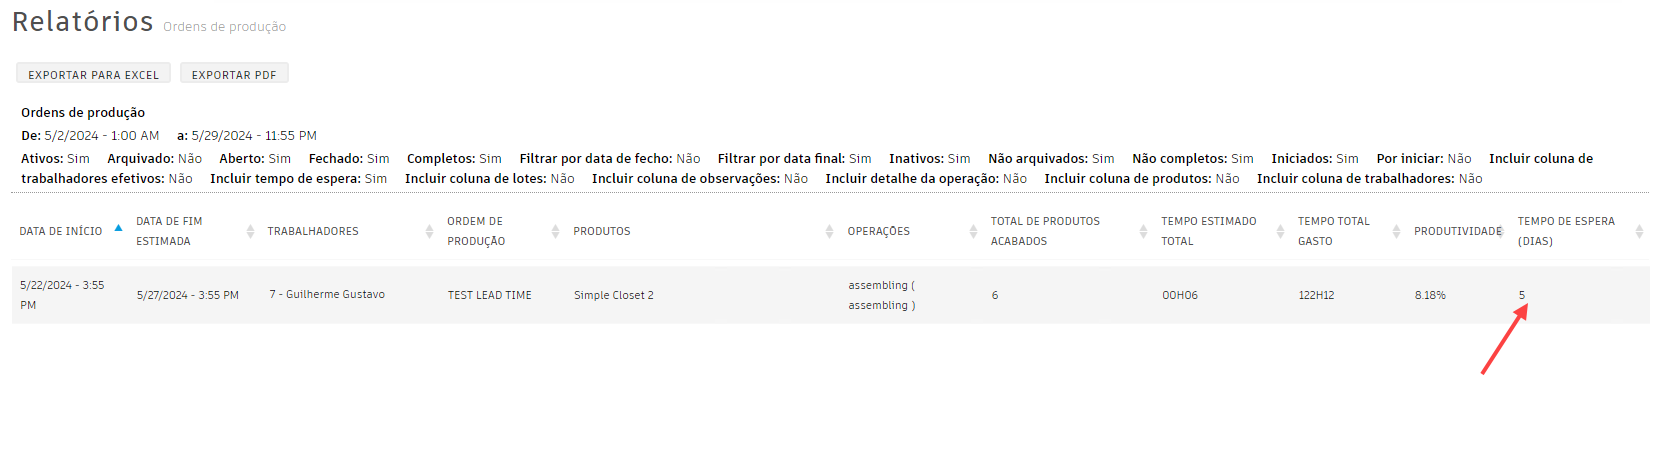 Relatórios Ordens de produção
EXPORTAR PARA EXCEL EXPORTAR PDF
Ordens de produção
De: 5/2/2024 - 1:00 AM a: 5/29/2024 - 11:55 PM
Ativos: Sim Arquivado: Não Aberto: Sim Fechado: Sim Completos: Sim Filtrar por data de fecho: Não Filtrar por data final: Sim Inativos: Sim Não arquivados: Sim Não completos: Sim Iniciados: Sim Por iniciar: Não Incluir coluna de
trabalhadores efetivos: Não Incluir tempo de espera: Sim Incluir coluna de lotes: Não Incluir coluna de observações: Não Incluir detalhe da operação: Não Incluir coluna de produtos: Não Incluir coluna de trabalhadores: Não
DATA DE INÍCIO
DATA DE FIM
ESTIMADA
TRABALHADORES
ORDEM DE
PRODUÇÃO
PRODUTOS
OPERAÇÕES
TOTAL DE PRODUTOS
ACABADOS
TEMPO ESTIMADO
TOTAL
TEMPO TOTAL
GASTO
PRODUTIVIDADE
TEMPO DE ESPERA
(DIAS)
5/22/2024 - 3:55
PM
5/27/2024 - 3:55 PM
7 - Guilherme Gustavo
TEST LEAD TIME
Simple Closet 2
assembling (
assembling )
6
00H06
122H12
8.18%
5